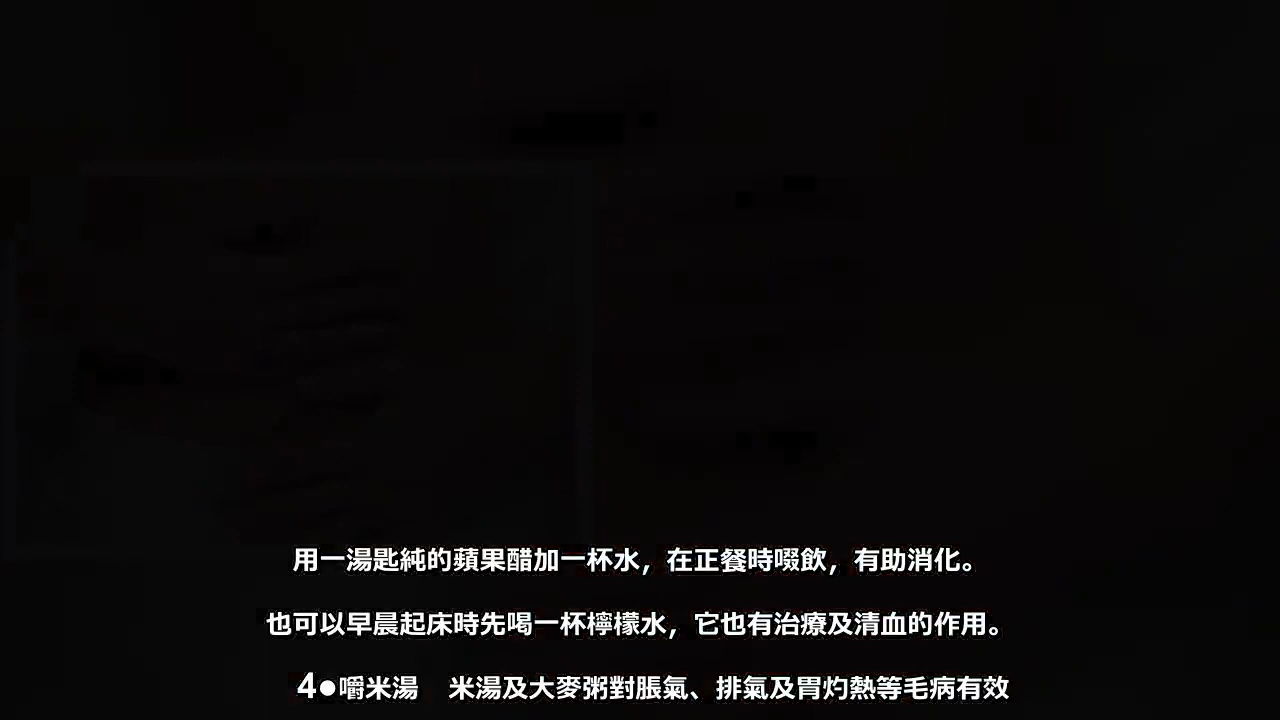 用一湯匙純的蘋果醋加一杯水，在正餐時啜飲，有助消化。
也可以早晨起床時先喝一杯檸檬水，它也有治療及清血的作用。
4●嚼米湯　米湯及大麥粥對脹氣、排氣及胃灼熱等毛病有效